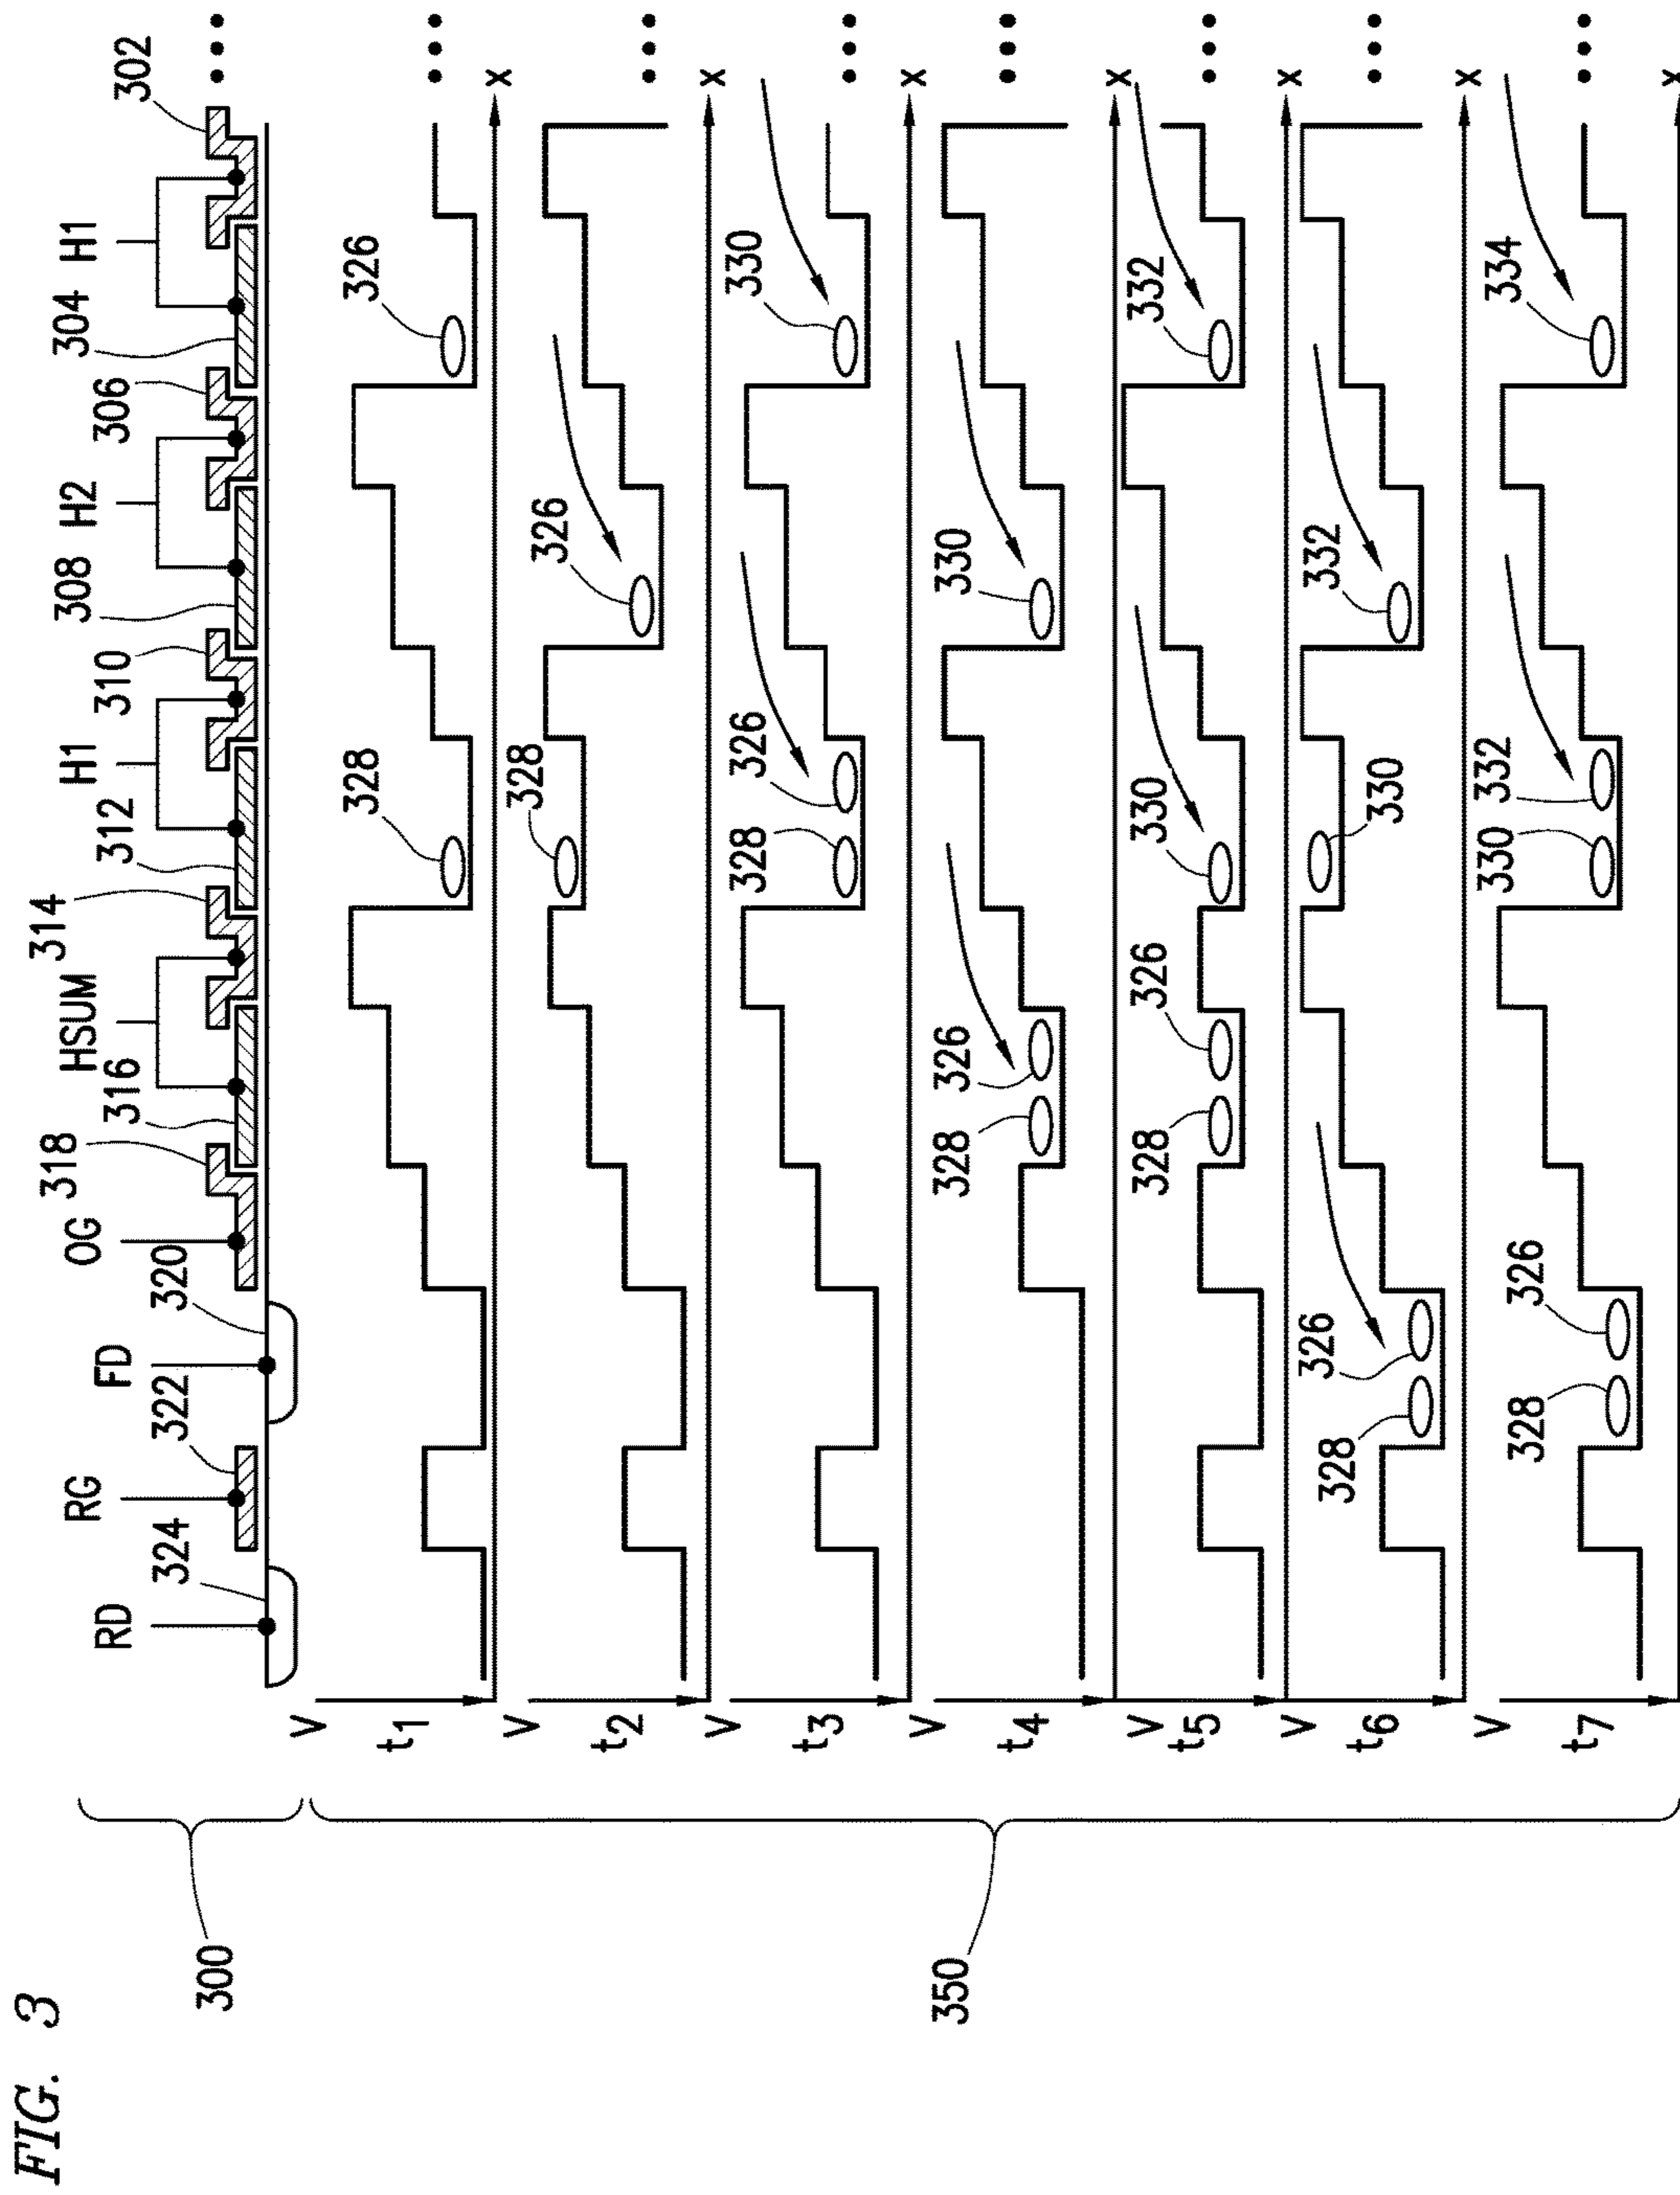 FIG. 3
300
RD RG FD OG HSUM H1 H2 H1
324 322 320 318 316 314 312 310 308 306 304 302
350
V
t1
328 326
x
V
t2
328 326
x
V
t3
328 326 330
x
V
t4
328 326 330
x
V
t5
328 326 330 332
x
V
t6
328 326 330 332
x
V
t7
328 326 330 332 334
x